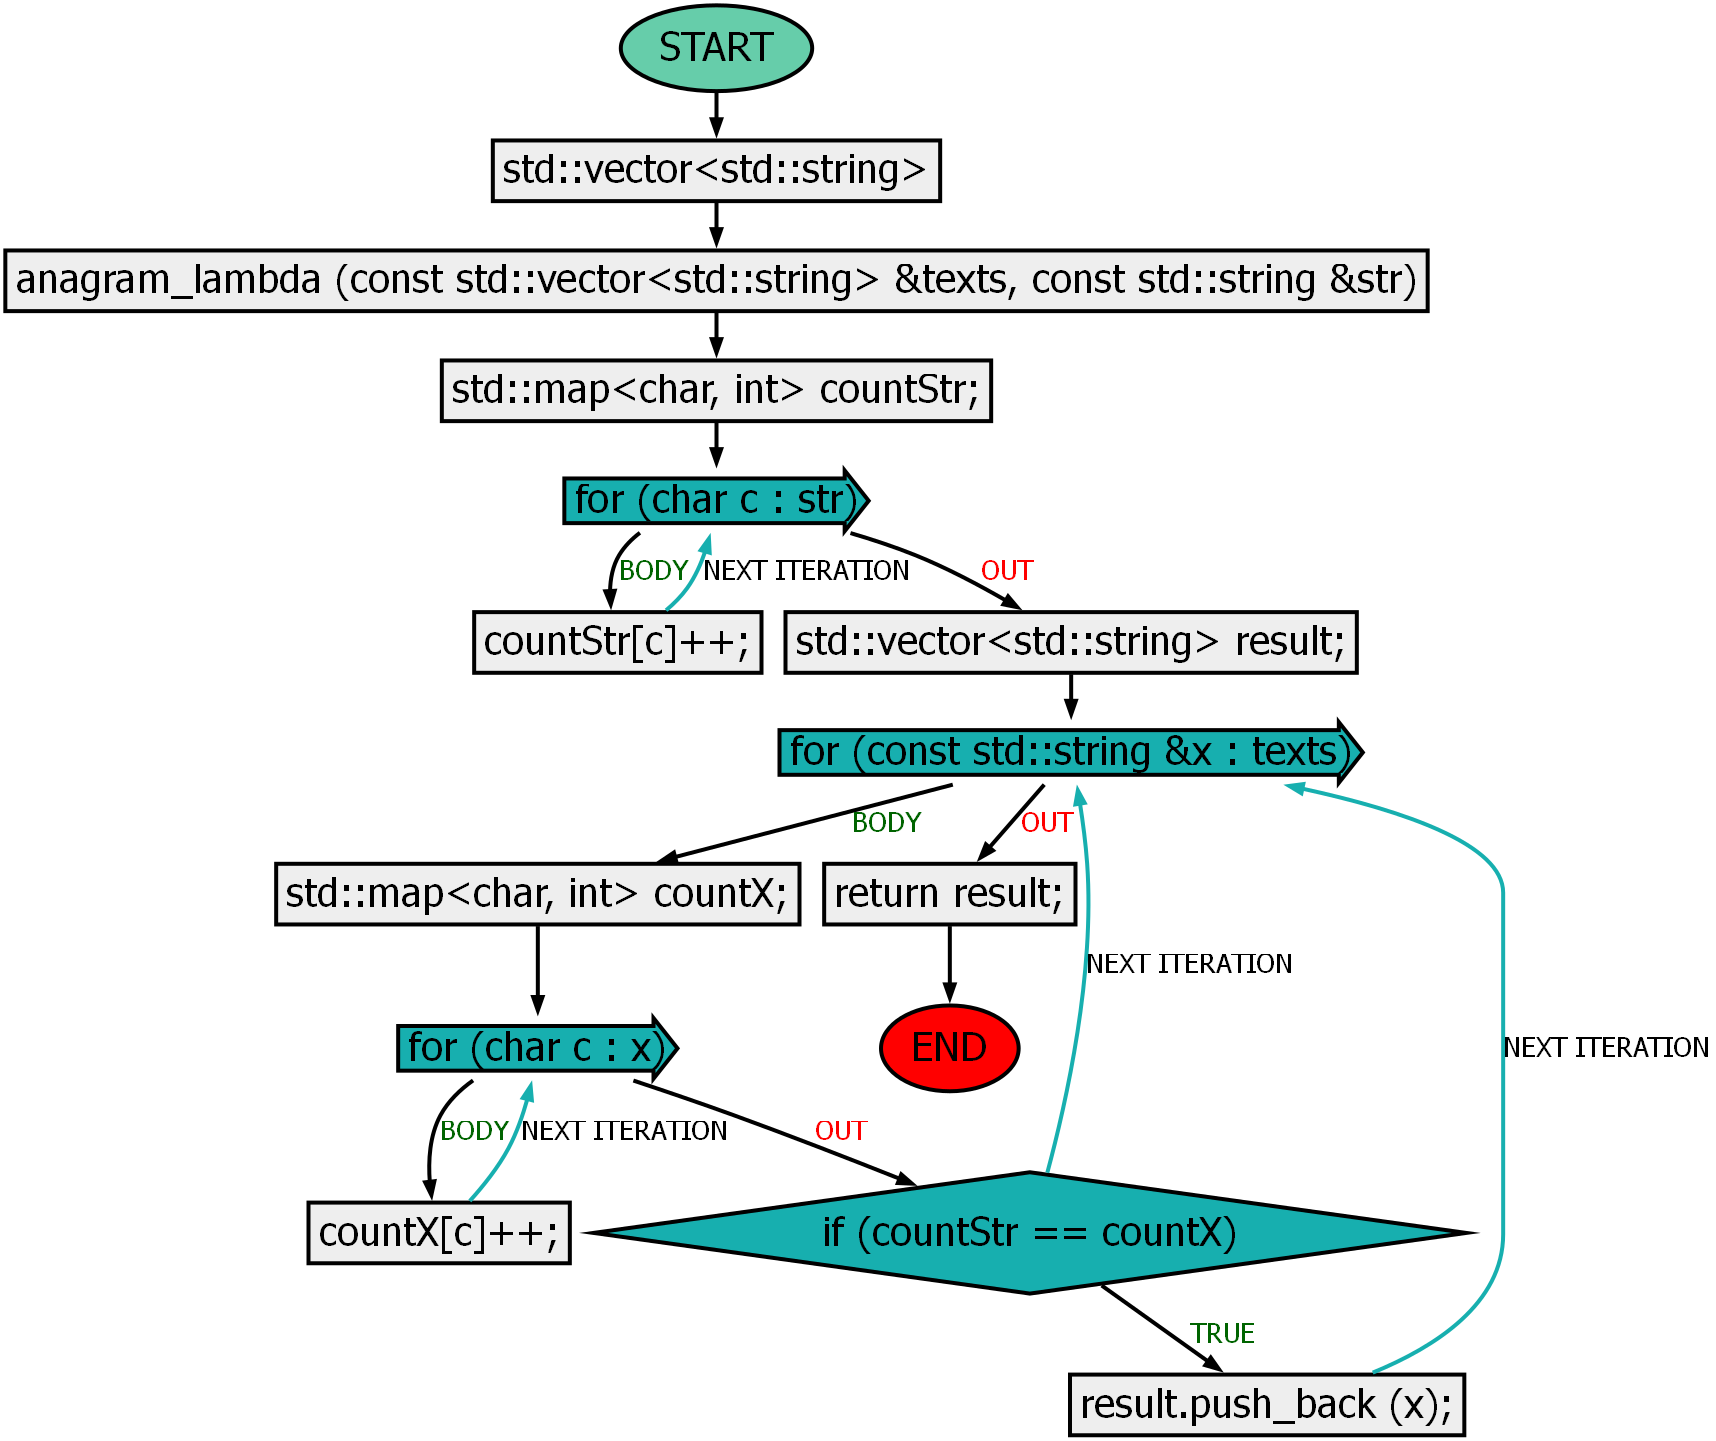 START
std::vector<std::string>
anagram_lambda (const std::vector<std::string> &texts, const std::string &str)
std::map<char, int> countStr;
for (char c : str)
BODY
NEXT ITERATION
OUT
countStr[c]++;
std::vector<std::string> result;
for (const std::string &x : texts)
BODY
OUT
std::map<char, int> countX;
return result;
NEXT ITERATION
for (char c : x)
END
NEXT ITERATION
BODY
NEXT ITERATION
OUT
countX[c]++;
if (countStr == countX)
TRUE
result.push_back (x);